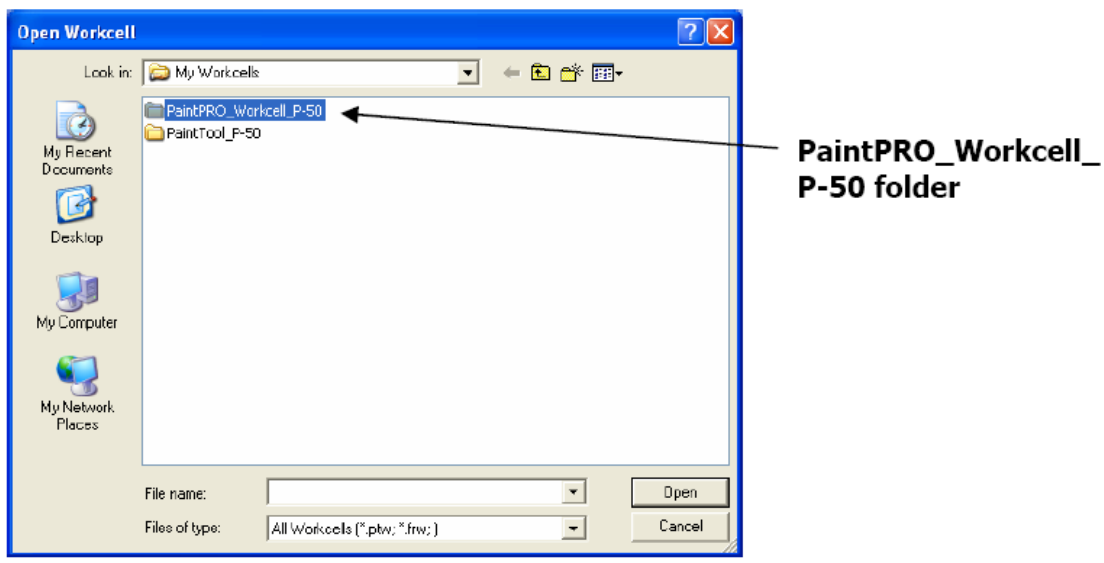 Open Workcell
Look in:
My Workcells
PaintPRO_Workcell_P-50
PaintTool_P-50
My Recent
Documents
Desktop
My Computer
My Network
Places
File name:
Open
Files of type:
All Workcells (*.ptw; *.frw; )
Cancel
PaintPRO_Workcell_
P-50 folder